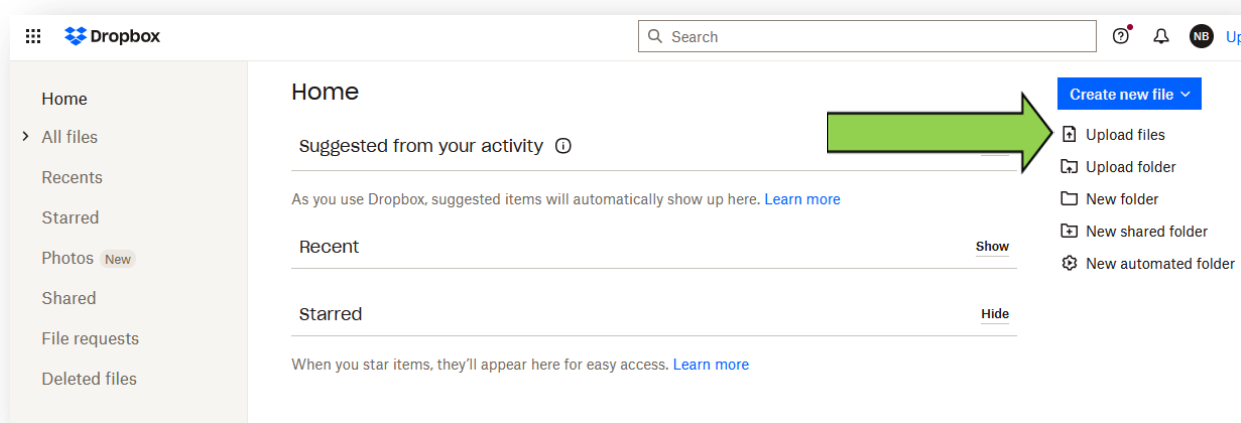 Dropbox
Search
NB
Up
Home
All files
Recents
Starred
Photos New
Shared
File requests
Deleted files
Home
Suggested from your activity
As you use Dropbox, suggested items will automatically show up here. Learn more
Recent Show
Starred Hide
When you star items, they'll appear here for easy access. Learn more
Create new file
Upload files
Upload folder
New folder
New shared folder
New automated folder